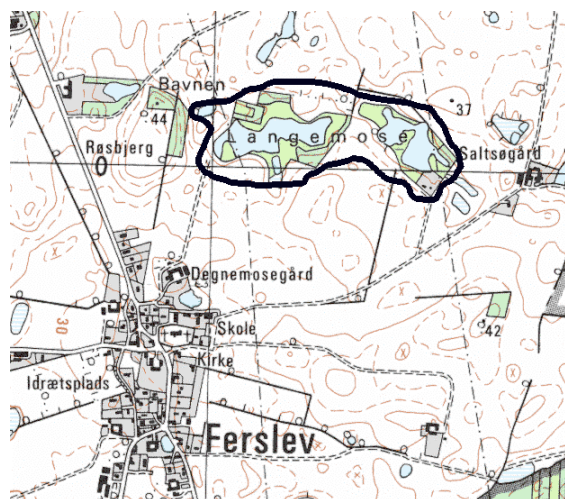 Bavnen
44
37
Langemose
Røsbjerg
Saltsøgård
Degnemosegård
30
Skole
42
Kirke
Idrætsplads
Ferslev